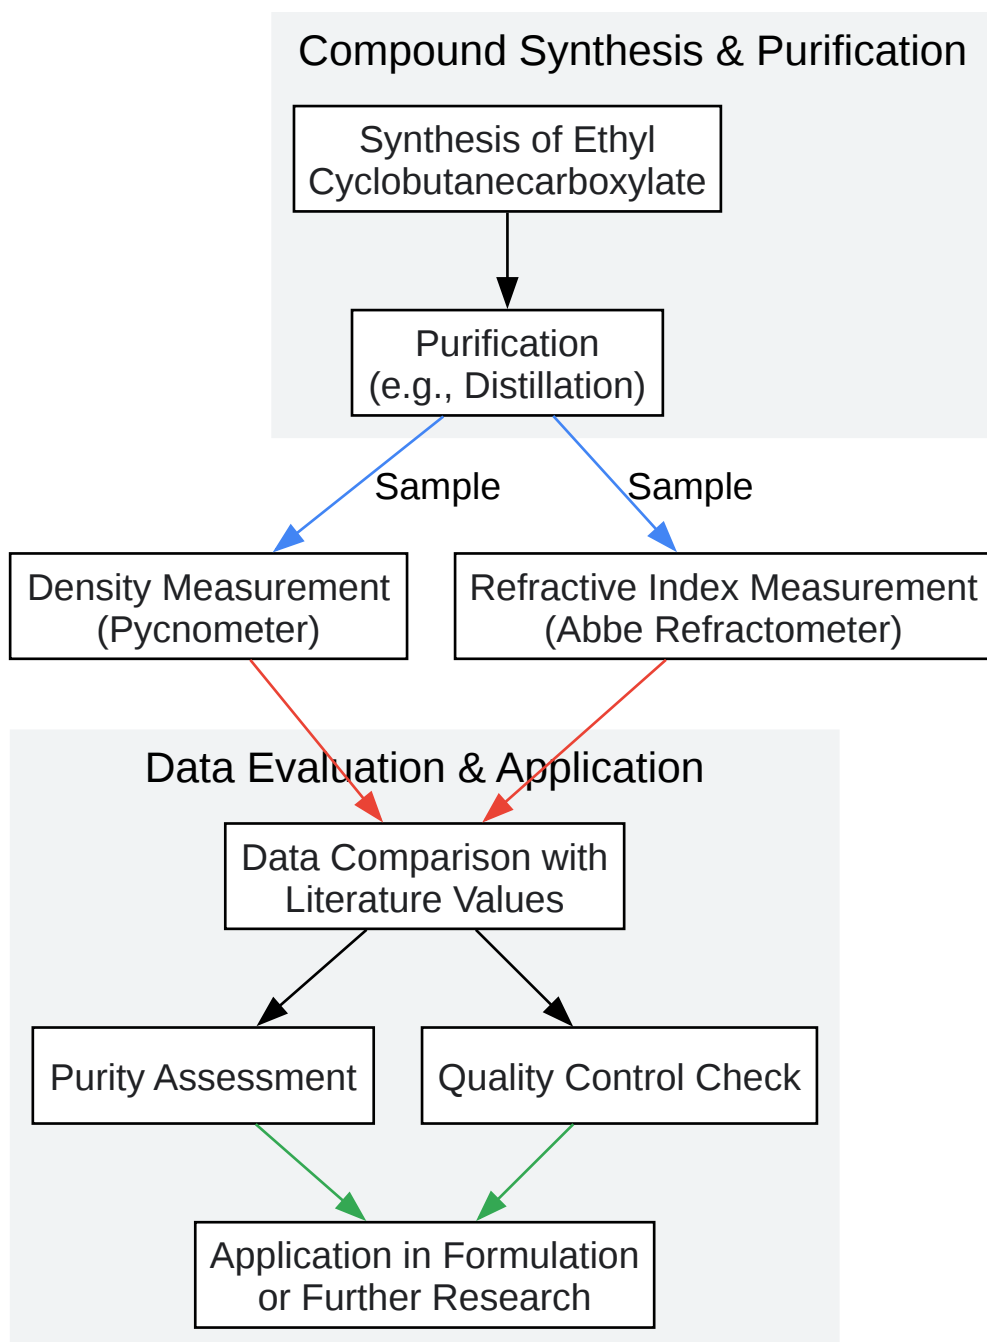 Compound Synthesis & Purification
Synthesis of Ethyl
Cyclobutanecarboxylate
Purification
(e.g., Distillation)
Sample
Sample
Density Measurement
(Pycnometer)
Refractive Index Measurement
(Abbe Refractometer)
Data Evaluation & Application
Data Comparison with
Literature Values
Purity Assessment
Quality Control Check
Application in Formulation
or Further Research